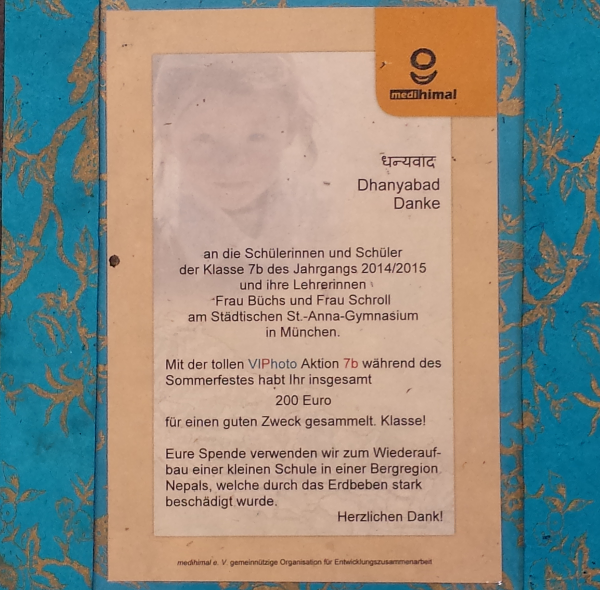 medihimal
धन्यवाद
Dhanyabad
Danke
an die Schülerinnen und Schüler
der Klasse 7b des Jahrgangs 2014/2015
und ihre Lehrerinnen
Frau Büchs und Frau Schroll
am Städtischen St.-Anna-Gymnasium
in München.
Mit der tollen VIPhoto Aktion 7b während des
Sommerfestes habt Ihr insgesamt
200 Euro
für einen guten Zweck gesammelt. Klasse!
Eure Spende verwenden wir zum Wiederauf-
bau einer kleinen Schule in einer Bergregion
Nepals, welche durch das Erdbeben stark
beschädigt wurde.
Herzlichen Dank!
medihimal e. V. gemeinnützige Organisation für Entwicklungszusammenarbeit